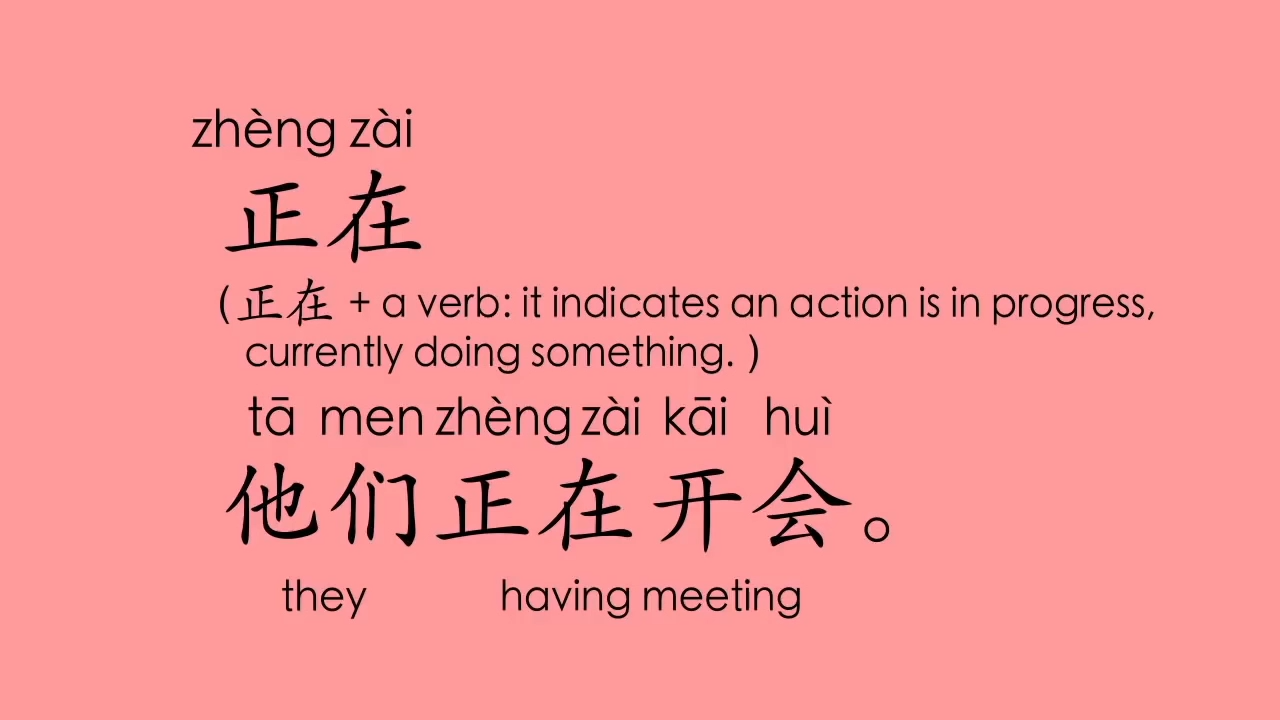 zhèng zài
正在
(正在 + a verb: it indicates an action is in progress,
currently doing something. )
tā men zhèng zài kāi huì
他们正在开会。
they having meeting